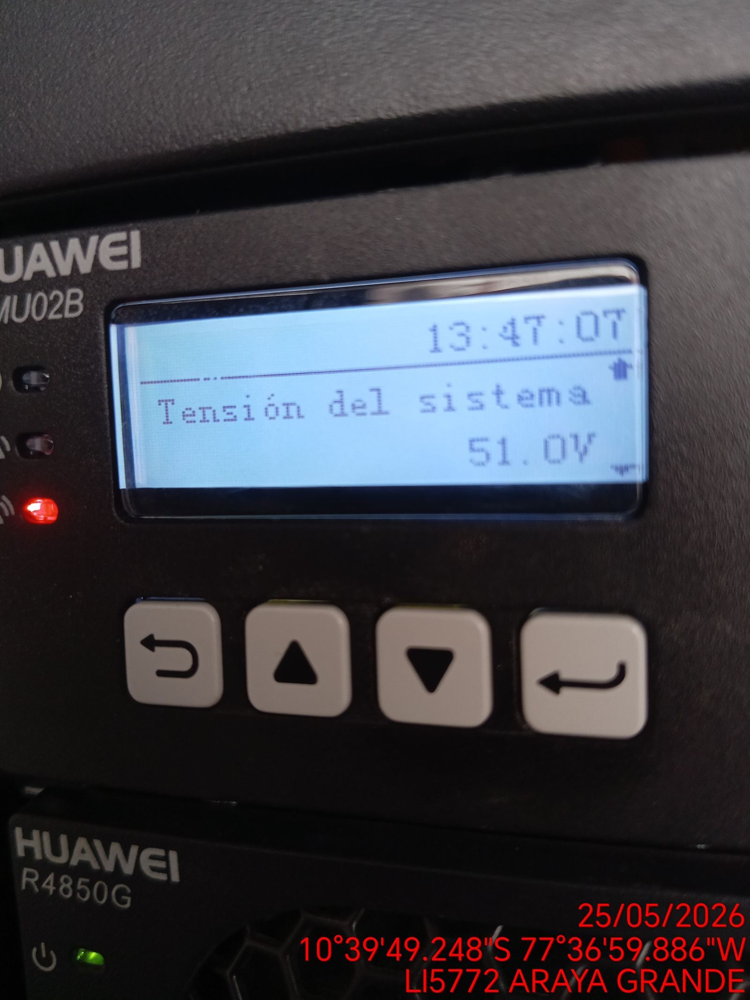 HUAWEI
MU02B
13:47:07
Tensión del sistema
51.0V
HUAWEI
R4850G
25/05/2026
10°39'49.248"S 77°36'59.886"W
LI5772 ARAYA GRANDE